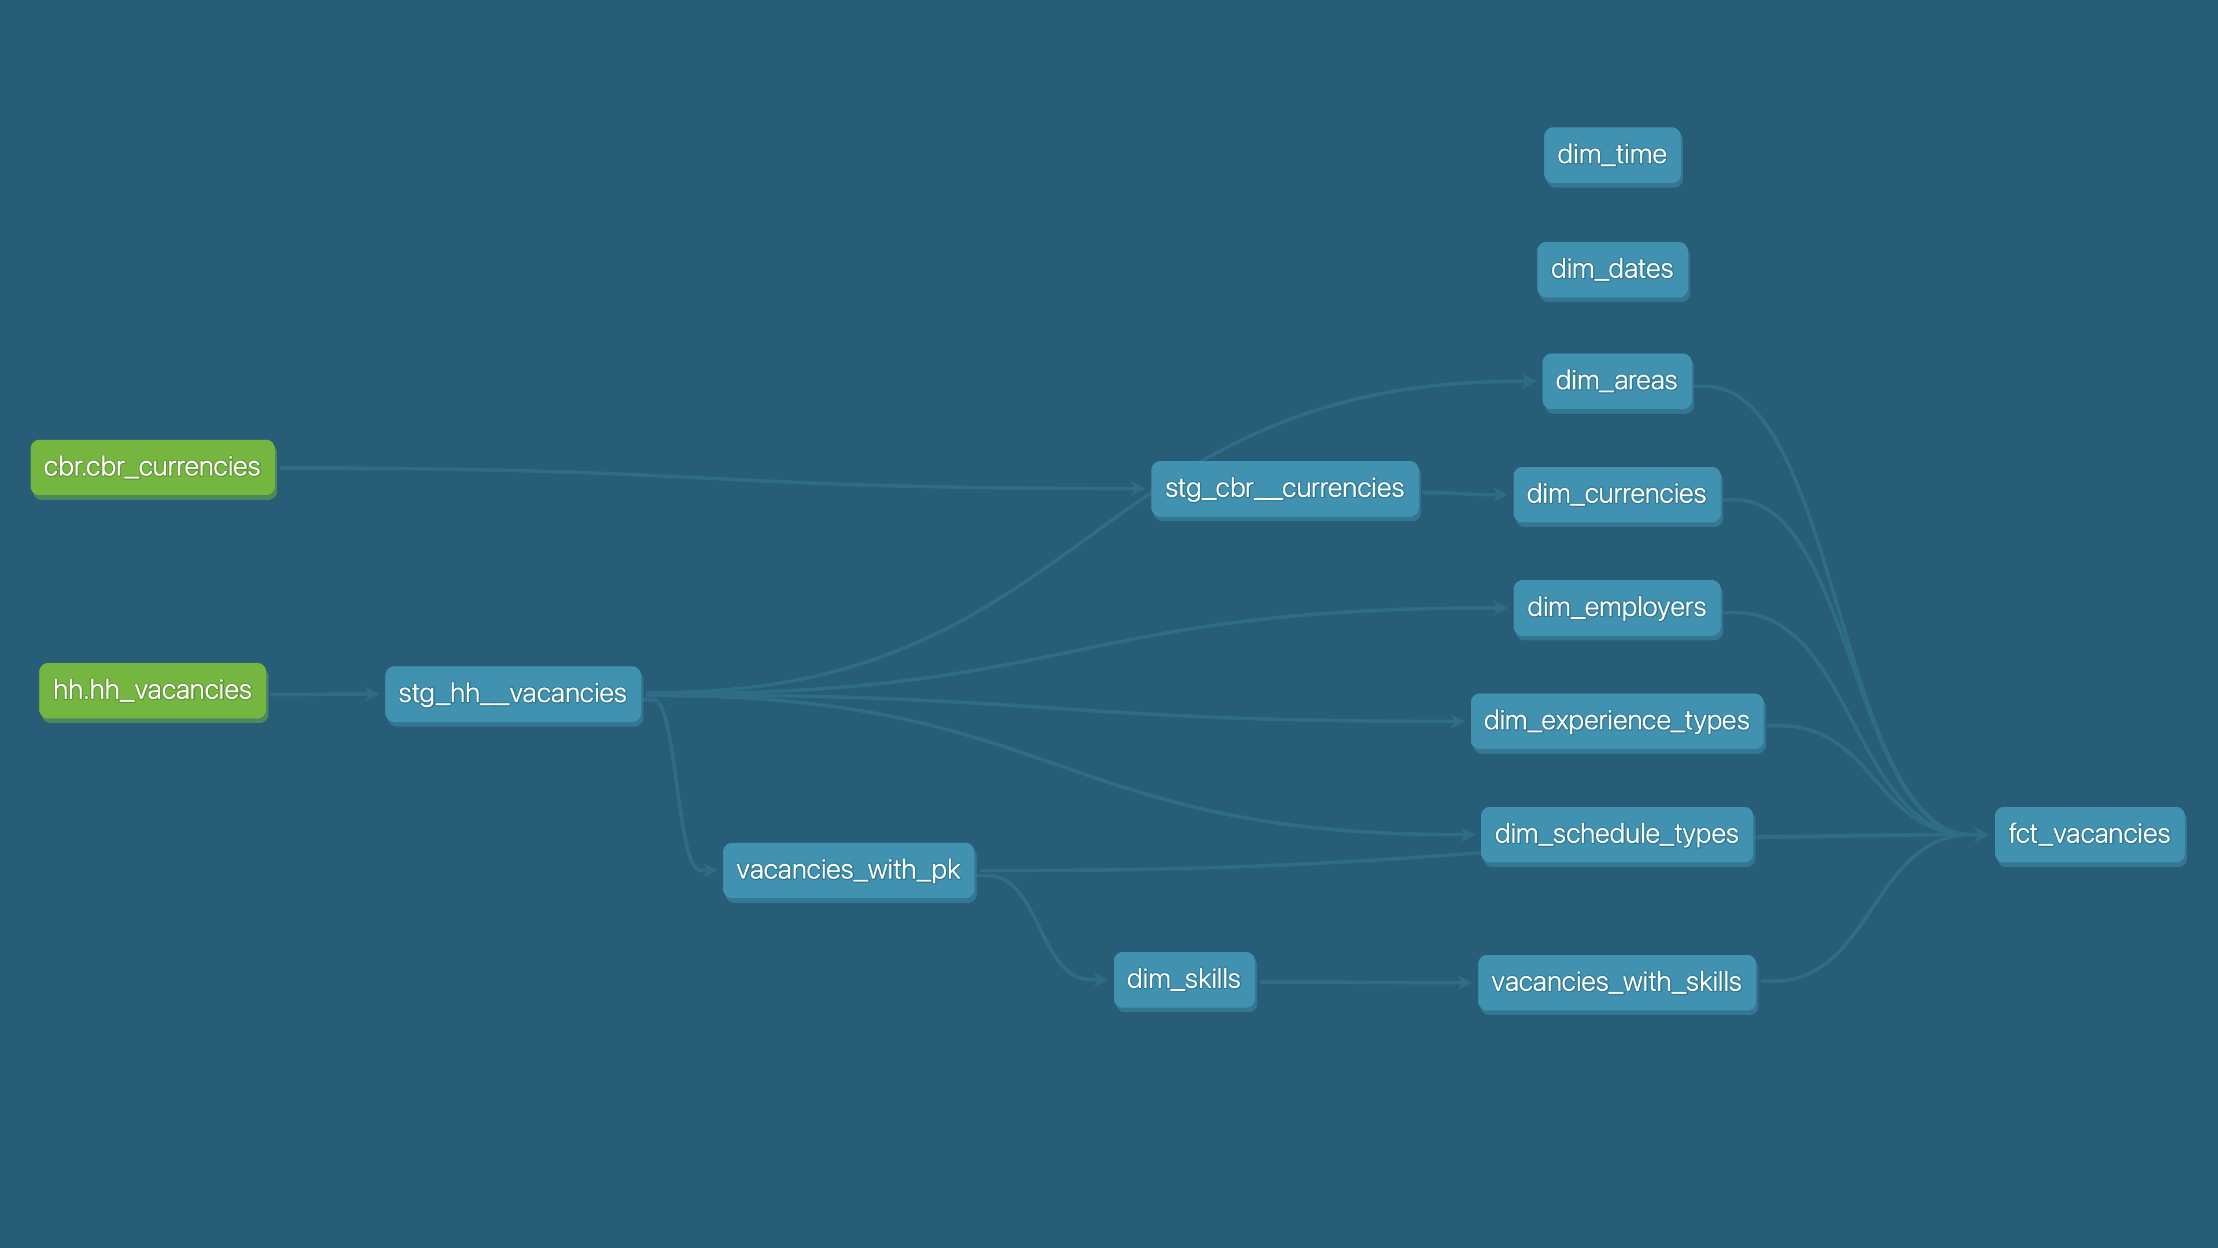 dim_time
dim_dates
dim_areas
cbr.cbr_currencies
stg_cbr__currencies
dim_currencies
dim_employers
hh.hh_vacancies
stg_hh__vacancies
dim_experience_types
dim_schedule_types
fct_vacancies
vacancies_with_pk
dim_skills
vacancies_with_skills